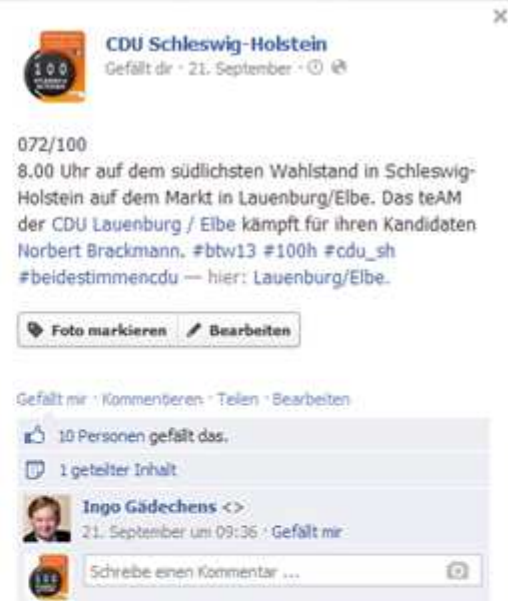 CDU Schleswig-Holstein
Gefällt dir · 21. September ·
100
072/100
8.00 Uhr auf dem südlichsten Wahlstand in Schleswig-
Holstein auf dem Markt in Lauenburg/Elbe. Das teAM
der CDU Lauenburg / Elbe kämpft für ihren Kandidaten
Norbert Brackmann. #btw13 #100h #cdu_sh
#beidestimmencdu — hier: Lauenburg/Elbe.
Foto markieren Bearbeiten
Gefällt mir · Kommentieren · Teilen · Bearbeiten
10 Personen gefällt das.
1 geteilter Inhalt
Ingo Gädechens <>
21. September um 09:36 · Gefällt mir
Schreibe einen Kommentar ...